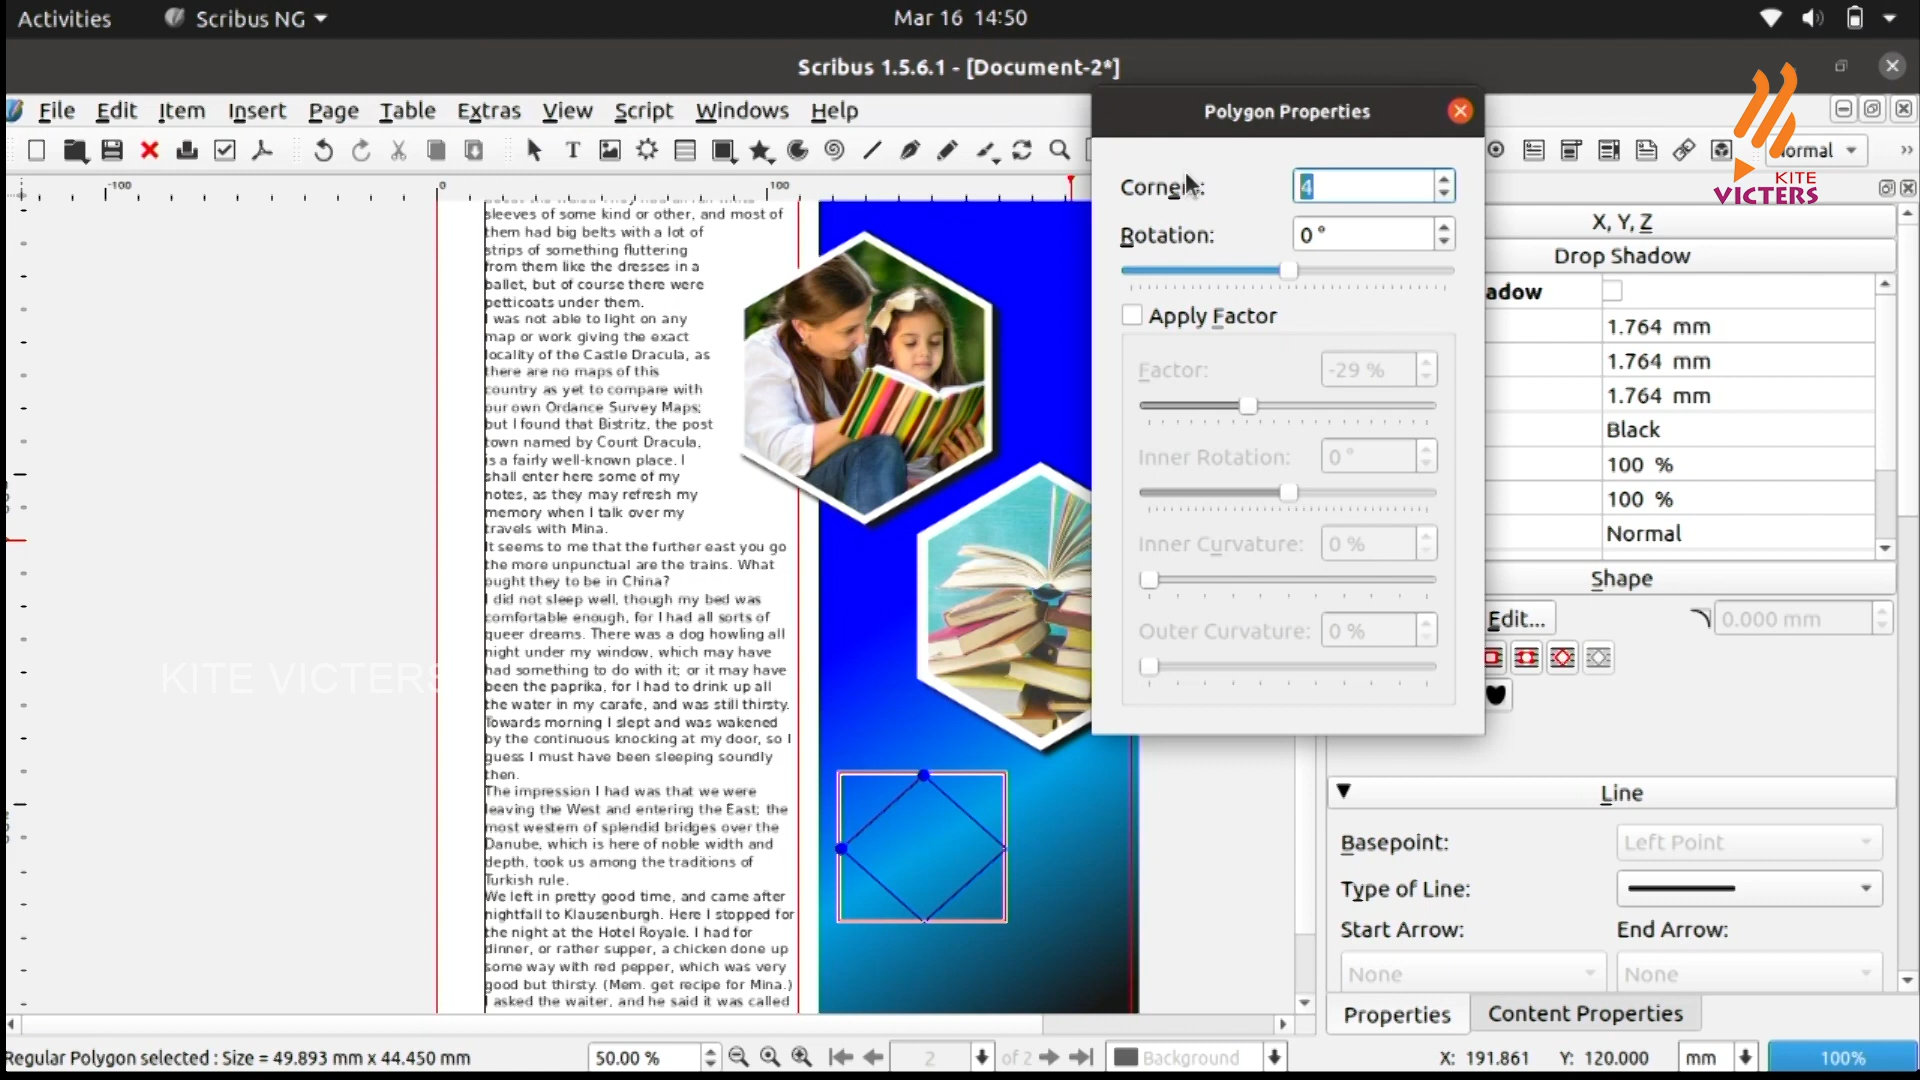 Activities
Scribus NG
Mar 16 14:50
Scribus 1.5.6.1 - [Document-2*]
File Edit Item Insert Page Table Extras View Script Windows Help
Normal
KITE
VICTERS
-100 0 100
sleeves of some kind or other, and most of
them had big belts with a lot of
strips of something fluttering
from them like the dresses in a
ballet, but of course there were
petticoats under them.
I was not able to light on any
map or work giving the exact
locality of the Castle Dracula, as
there are no maps of this
country as yet to compare with
our own Ordance Survey Maps;
but I found that Bistritz, the post
town named by Count Dracula,
is a fairly well-known place. I
shall enter here some of my
notes, as they may refresh my
memory when I talk over my
travels with Mina.
It seems to me that the further east you go
the more unpunctual are the trains. What
ought they to be in China?
I did not sleep well, though my bed was
comfortable enough, for I had all sorts of
queer dreams. There was a dog howling all
night under my window, which may have
had something to do with it; or it may have
been the paprika, for I had to drink up all
the water in my carafe, and was still thirsty.
Towards morning I slept and was wakened
by the continuous knocking at my door, so I
guess I must have been sleeping soundly
then.
The impression I had was that we were
leaving the West and entering the East; the
most western of splendid bridges over the
Danube, which is here of noble width and
depth, took us among the traditions of
Turkish rule.
We left in pretty good time, and came after
nightfall to Klausenburgh. Here I stopped for
the night at the Hotel Royale. I had for
dinner, or rather supper, a chicken done up
some way with red pepper, which was very
good but thirsty. (Mem. get recipe for Mina.)
I asked the waiter, and he said it was called
KITE VICTERS
Polygon Properties
Corners: 4
Rotation: 0 °
Apply Factor
Factor: -29 %
Inner Rotation: 0 °
Inner Curvature: 0 %
Outer Curvature: 0 %
X, Y, Z
Drop Shadow
adow
1.764 mm
1.764 mm
1.764 mm
Black
100 %
100 %
Normal
Shape
Edit...
0.000 mm
Line
Basepoint: Left Point
Type of Line:
Start Arrow: End Arrow:
None None
Properties Content Properties
Regular Polygon selected : Size = 49.893 mm x 44.450 mm
50.00 %
2 of 2
Background
X: 191.861 Y: 120.000 mm
100%